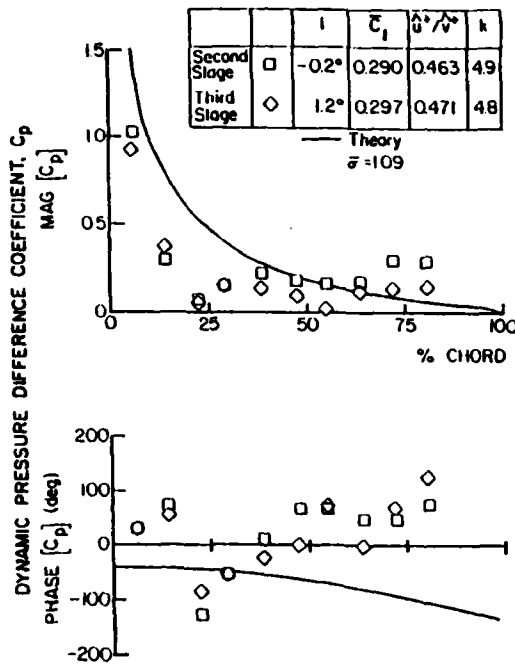 i C̄ₗ û⁺/v̂⁺ k
Second Stage □ -0.2° 0.290 0.463 4.9
Third Stage ◇ 1.2° 0.297 0.471 4.8
— Theory
σ̄ = 1.09
DYNAMIC PRESSURE DIFFERENCE COEFFICIENT, Cp
MAG [Cp]
1.5
1.0
0.5
0
0 25 50 75 100
% CHORD
PHASE [Cp] (deg)
200
100
0
-100
-200